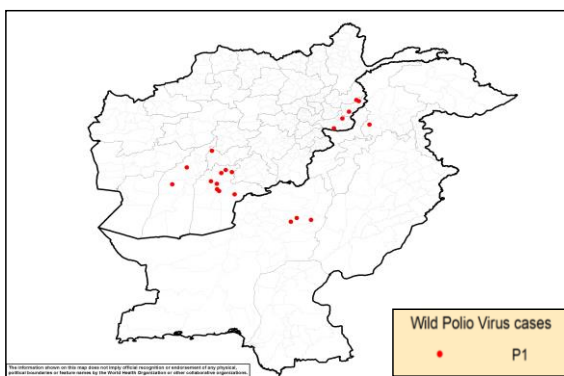 Wild Polio Virus cases
P1
The information shown on this map does not imply official recognition or endorsement of any physical,
political boundaries or feature names by the World Health Organization or other collaborative organizations.